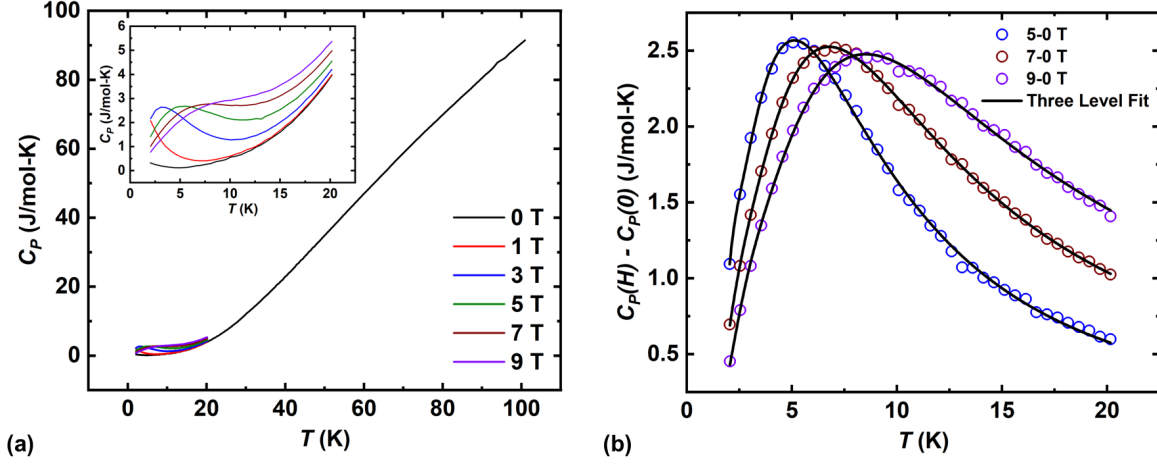 100
80
60
40
20
0
C_P (J/mol-K)
0 20 40 60 80 100
T (K)
6
5
4
3
2
1
0
C_P (J/mol-K)
0 5 10 15 20
T (K)
0 T
1 T
3 T
5 T
7 T
9 T
(a)
2.5
2.0
1.5
1.0
0.5
C_P(H) - C_P(0) (J/mol-K)
0 5 10 15 20
T (K)
5-0 T
7-0 T
9-0 T
Three Level Fit
(b)